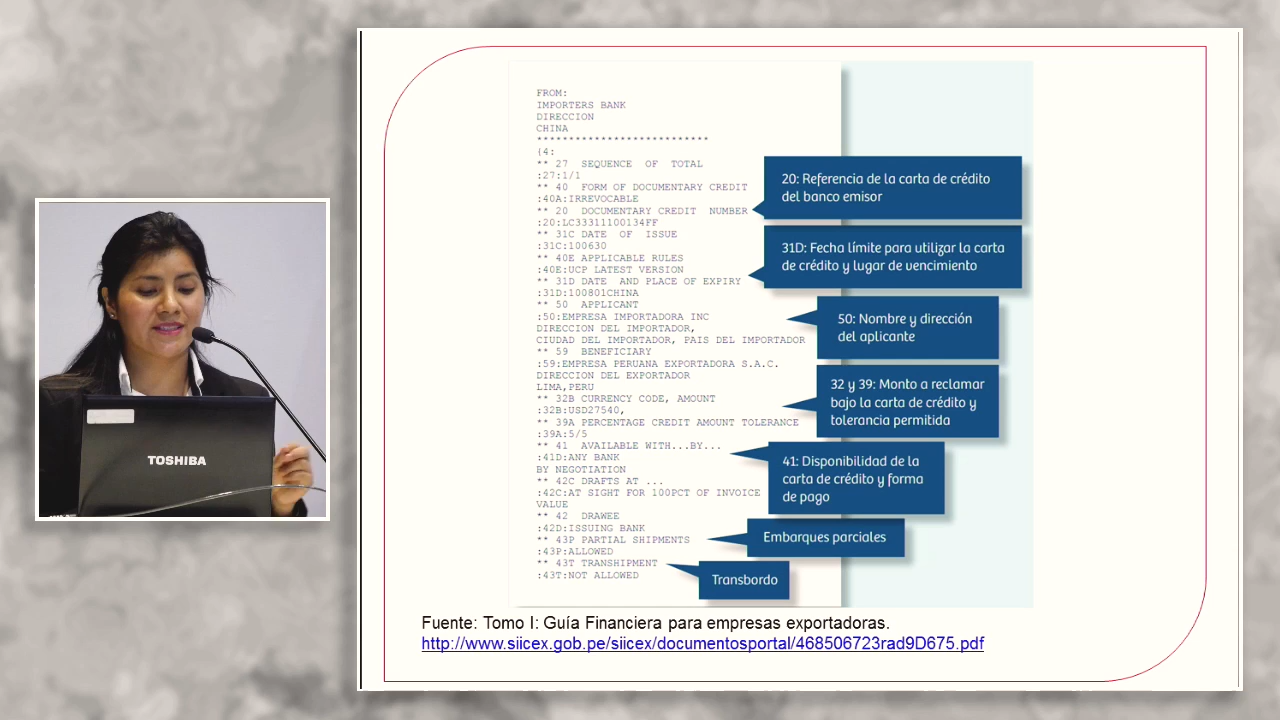 FROM:
IMPORTERS BANK
DIRECCION
CHINA
***************************
{4:
** 27 SEQUENCE OF TOTAL
:27:1/1
** 40 FORM OF DOCUMENTARY CREDIT
:40A:IRREVOCABLE
** 20 DOCUMENTARY CREDIT NUMBER
:20:LC33311100134FF
** 31C DATE OF ISSUE
:31C:100630
** 40E APPLICABLE RULES
:40E:UCP LATEST VERSION
** 31D DATE AND PLACE OF EXPIRY
:31D:100801CHINA
** 50 APPLICANT
:50:EMPRESA IMPORTADORA INC
DIRECCION DEL IMPORTADOR,
CIUDAD DEL IMPORTADOR, PAIS DEL IMPORTADOR
** 59 BENEFICIARY
:59:EMPRESA PERUANA EXPORTADORA S.A.C.
DIRECCION DEL EXPORTADOR
LIMA,PERU
** 32B CURRENCY CODE, AMOUNT
:32B:USD27540,
** 39A PERCENTAGE CREDIT AMOUNT TOLERANCE
:39A:5/5
** 41 AVAILABLE WITH...BY...
:41D:ANY BANK
BY NEGOTIATION
** 42C DRAFTS AT ...
:42C:AT SIGHT FOR 100PCT OF INVOICE
VALUE
** 42 DRAWEE
:42D:ISSUING BANK
** 43P PARTIAL SHIPMENTS
:43P:ALLOWED
** 43T TRANSHIPMENT
:43T:NOT ALLOWED
20: Referencia de la carta de crédito
del banco emisor
31D: Fecha límite para utilizar la carta
de crédito y lugar de vencimiento
50: Nombre y dirección
del aplicante
32 y 39: Monto a reclamar
bajo la carta de crédito y
tolerancia permitida
41: Disponibilidad de la
carta de crédito y forma
de pago
Embarques parciales
Transbordo
Fuente: Tomo I: Guía Financiera para empresas exportadoras.
http://www.siicex.gob.pe/siicex/documentosportal/468506723rad9D675.pdf
TOSHIBA